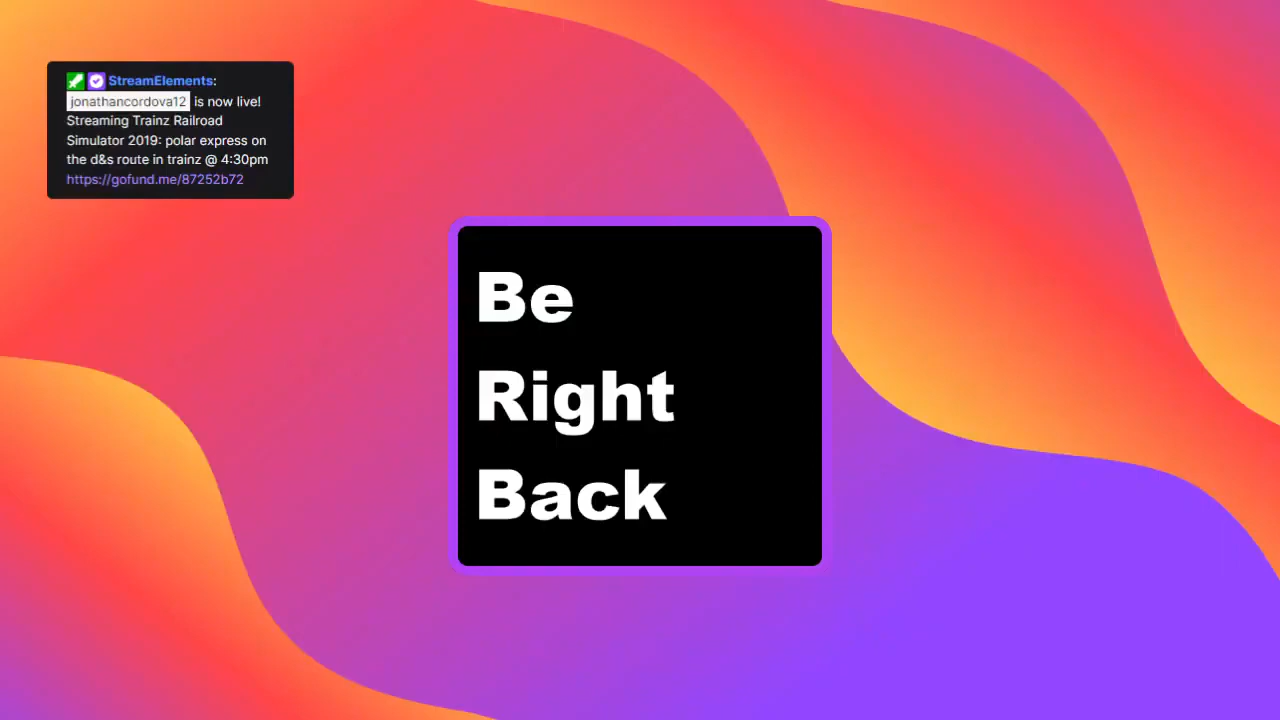 StreamElements:
jonathancordova12 is now live!
Streaming Trainz Railroad
Simulator 2019: polar express on
the d&s route in trainz @ 4:30pm
https://gofund.me/87252b72
Be
Right
Back